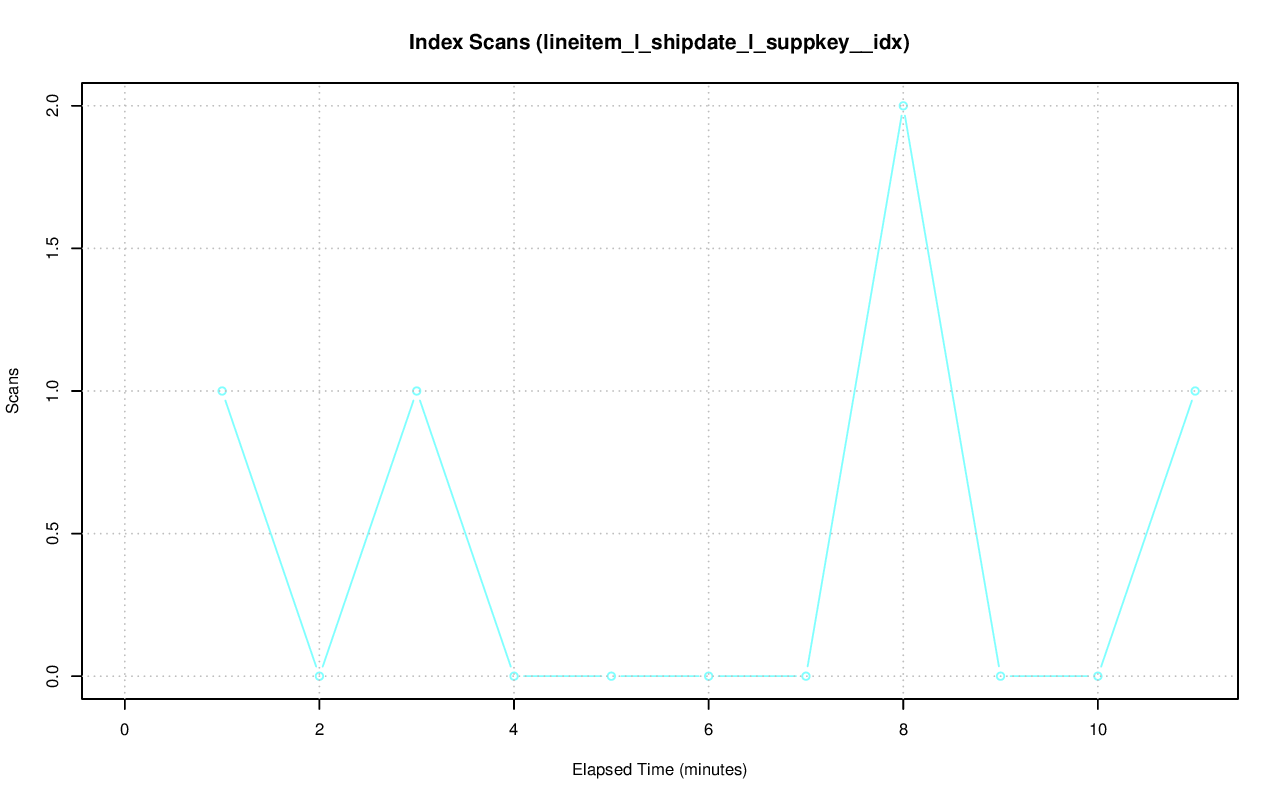 Index Scans (lineitem_l_shipdate_l_suppkey__idx)
Scans
2.0
1.5
1.0
0.5
0.0
0 2 4 6 8 10
Elapsed Time (minutes)